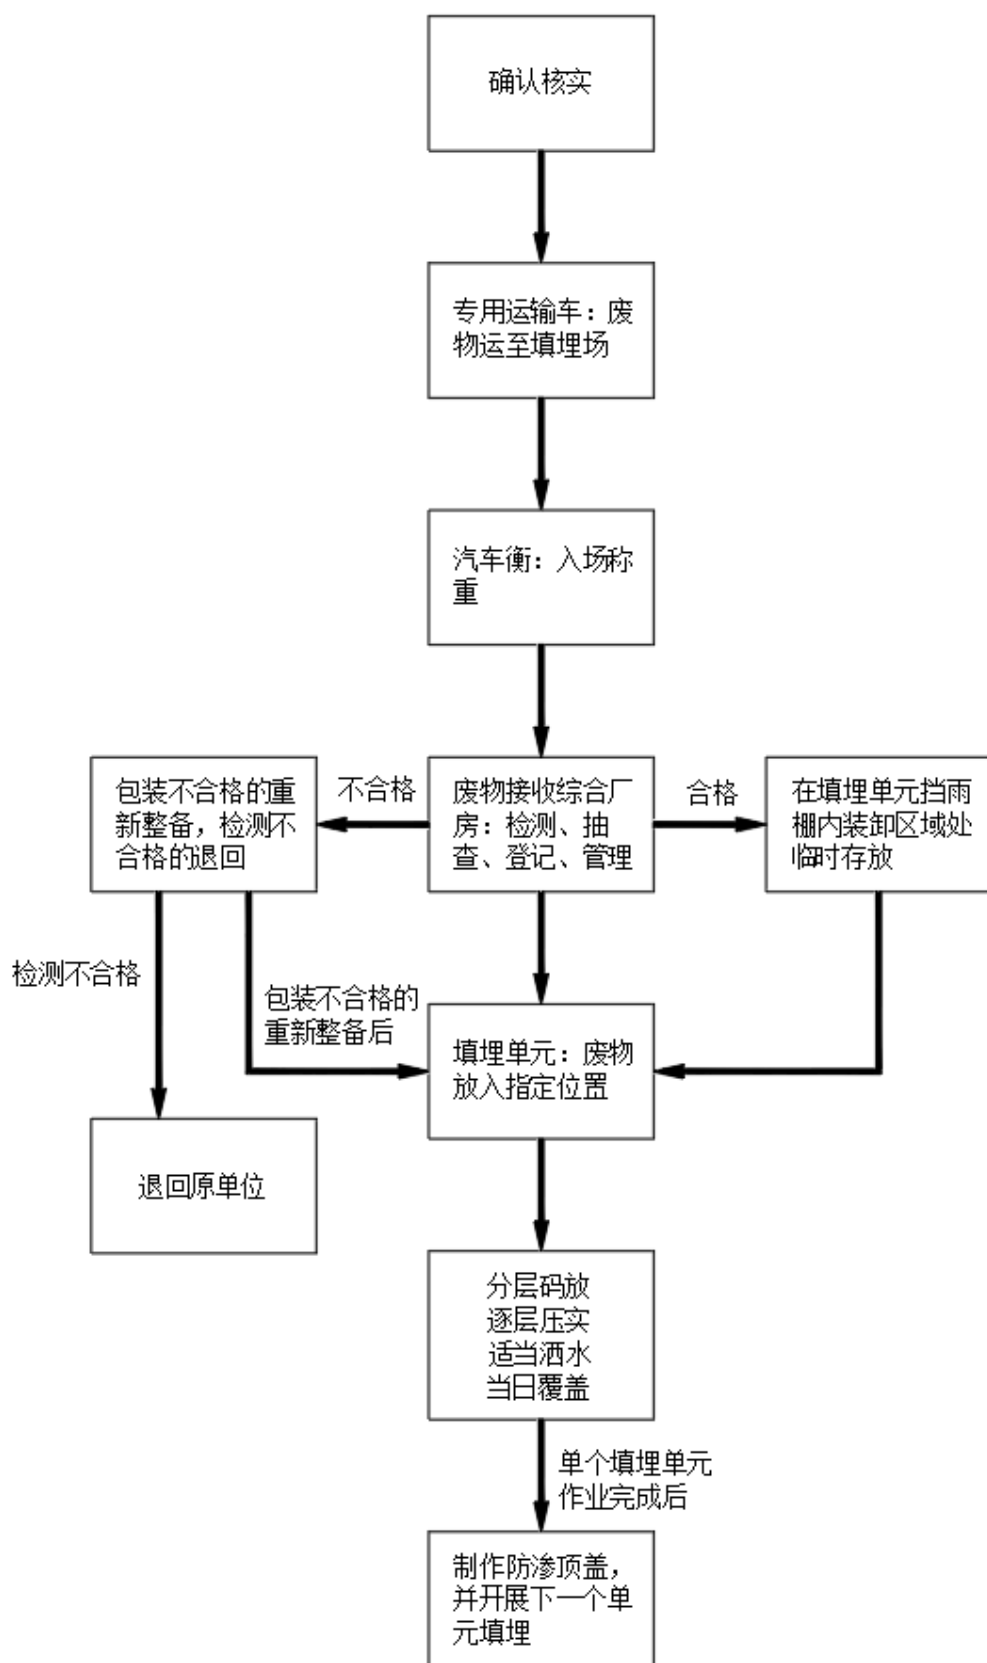 确认核实
专用运输车：废
物运至填埋场
汽车衡：入场称
重
包装不合格的重
新整备，检测不
合格的退回
不合格
废物接收综合厂
房：检测、抽
查、登记、管理
合格
在填埋单元挡雨
棚内装卸区域处
临时存放
检测不合格
包装不合格的
重新整备后
填埋单元：废物
放入指定位置
退回原单位
分层码放
逐层压实
适当洒水
当日覆盖
单个填埋单元
作业完成后
制作防渗顶盖，
并开展下一个单
元填埋